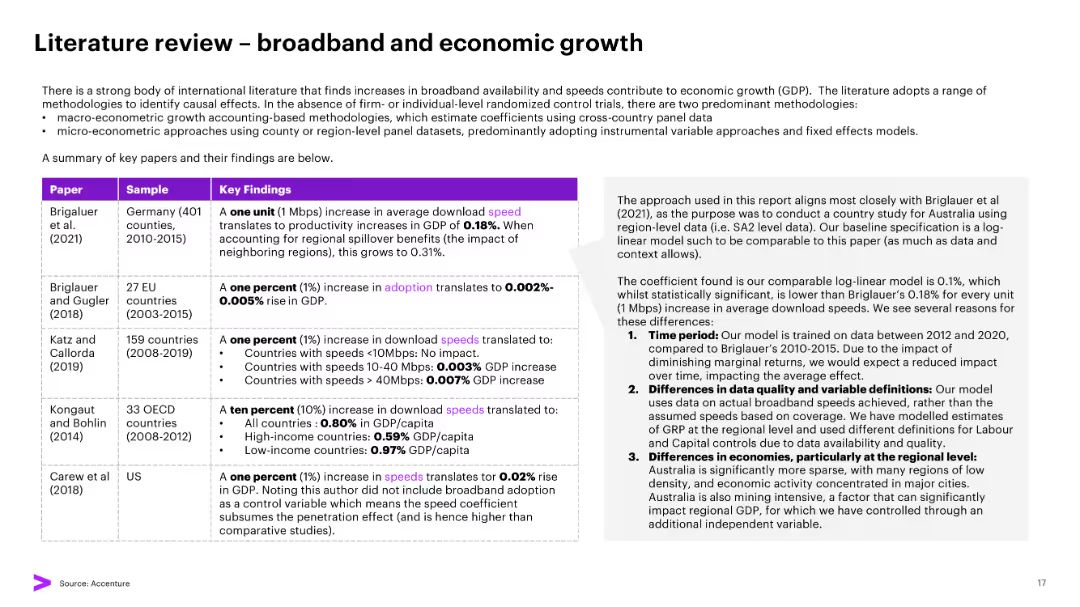 Literature review – broadband and economic growth
There is a strong body of international literature that finds increases in broadband availability and speeds contribute to economic growth (GDP).  The literature adopts a range of
methodologies to identify causal effects. In the absence of firm- or individual-level randomized control trials, there are two predominant methodologies:
• macro-econometric growth accounting-based methodologies, which estimate coefficients using cross-country panel data
• micro-econometric approaches using county or region-level panel datasets, predominantly adopting instrumental variable approaches and fixed effects models.
A summary of key papers and their findings are below.
Paper Sample Key Findings
Brigaluer
et al.
(2021)
Germany (401
counties,
2010-2015)
A one unit (1 Mbps) increase in average download speed
translates to productivity increases in GDP of 0.18%. When
accounting for regional spillover benefits (the impact of
neighboring regions), this grows to 0.31%.
Briglauer
and Gugler
(2018)
27 EU
countries
(2003-2015)
A one percent (1%) increase in adoption translates to 0.002%-
0.005% rise in GDP.
Katz and
Callorda
(2019)
159 countries
(2008-2019)
A one percent (1%) increase in download speeds translated to:
• Countries with speeds <10Mbps: No impact.
• Countries with speeds 10-40 Mbps: 0.003% GDP increase
• Countries with speeds > 40Mbps: 0.007% GDP increase
Kongaut
and Bohlin
(2014)
33 OECD
countries
(2008-2012)
A ten percent (10%) increase in download speeds translated to:
• All countries : 0.80% in GDP/capita
• High-income countries: 0.59% GDP/capita
• Low-income countries: 0.97% GDP/capita
Carew et al
(2018)
US
A one percent (1%) increase in speeds translates tor 0.02% rise
in GDP. Noting this author did not include broadband adoption
as a control variable which means the speed coefficient
subsumes the penetration effect (and is hence higher than
comparative studies).
The approach used in this report aligns most closely with Briglauer et al
(2021), as the purpose was to conduct a country study for Australia using
region-level data (i.e. SA2 level data). Our baseline specification is a log-
linear model such to be comparable to this paper (as much as data and
context allows).
The coefficient found is our comparable log-linear model is 0.1%, which
whilst statistically significant, is lower than Briglauer's 0.18% for every unit
(1 Mbps) increase in average download speeds. We see several reasons for
these differences:
1. Time period: Our model is trained on data between 2012 and 2020,
compared to Briglauer's 2010-2015. Due to the impact of
diminishing marginal returns, we would expect a reduced impact
over time, impacting the average effect.
2. Differences in data quality and variable definitions: Our model
uses data on actual broadband speeds achieved, rather than the
assumed speeds based on coverage. We have modelled estimates
of GRP at the regional level and used different definitions for Labour
and Capital controls due to data availability and quality.
3. Differences in economies, particularly at the regional level:
Australia is significantly more sparse, with many regions of low
density, and economic activity concentrated in major cities.
Australia is also mining intensive, a factor that can significantly
impact regional GDP, for which we have controlled through an
additional independent variable.
Source: Accenture
17